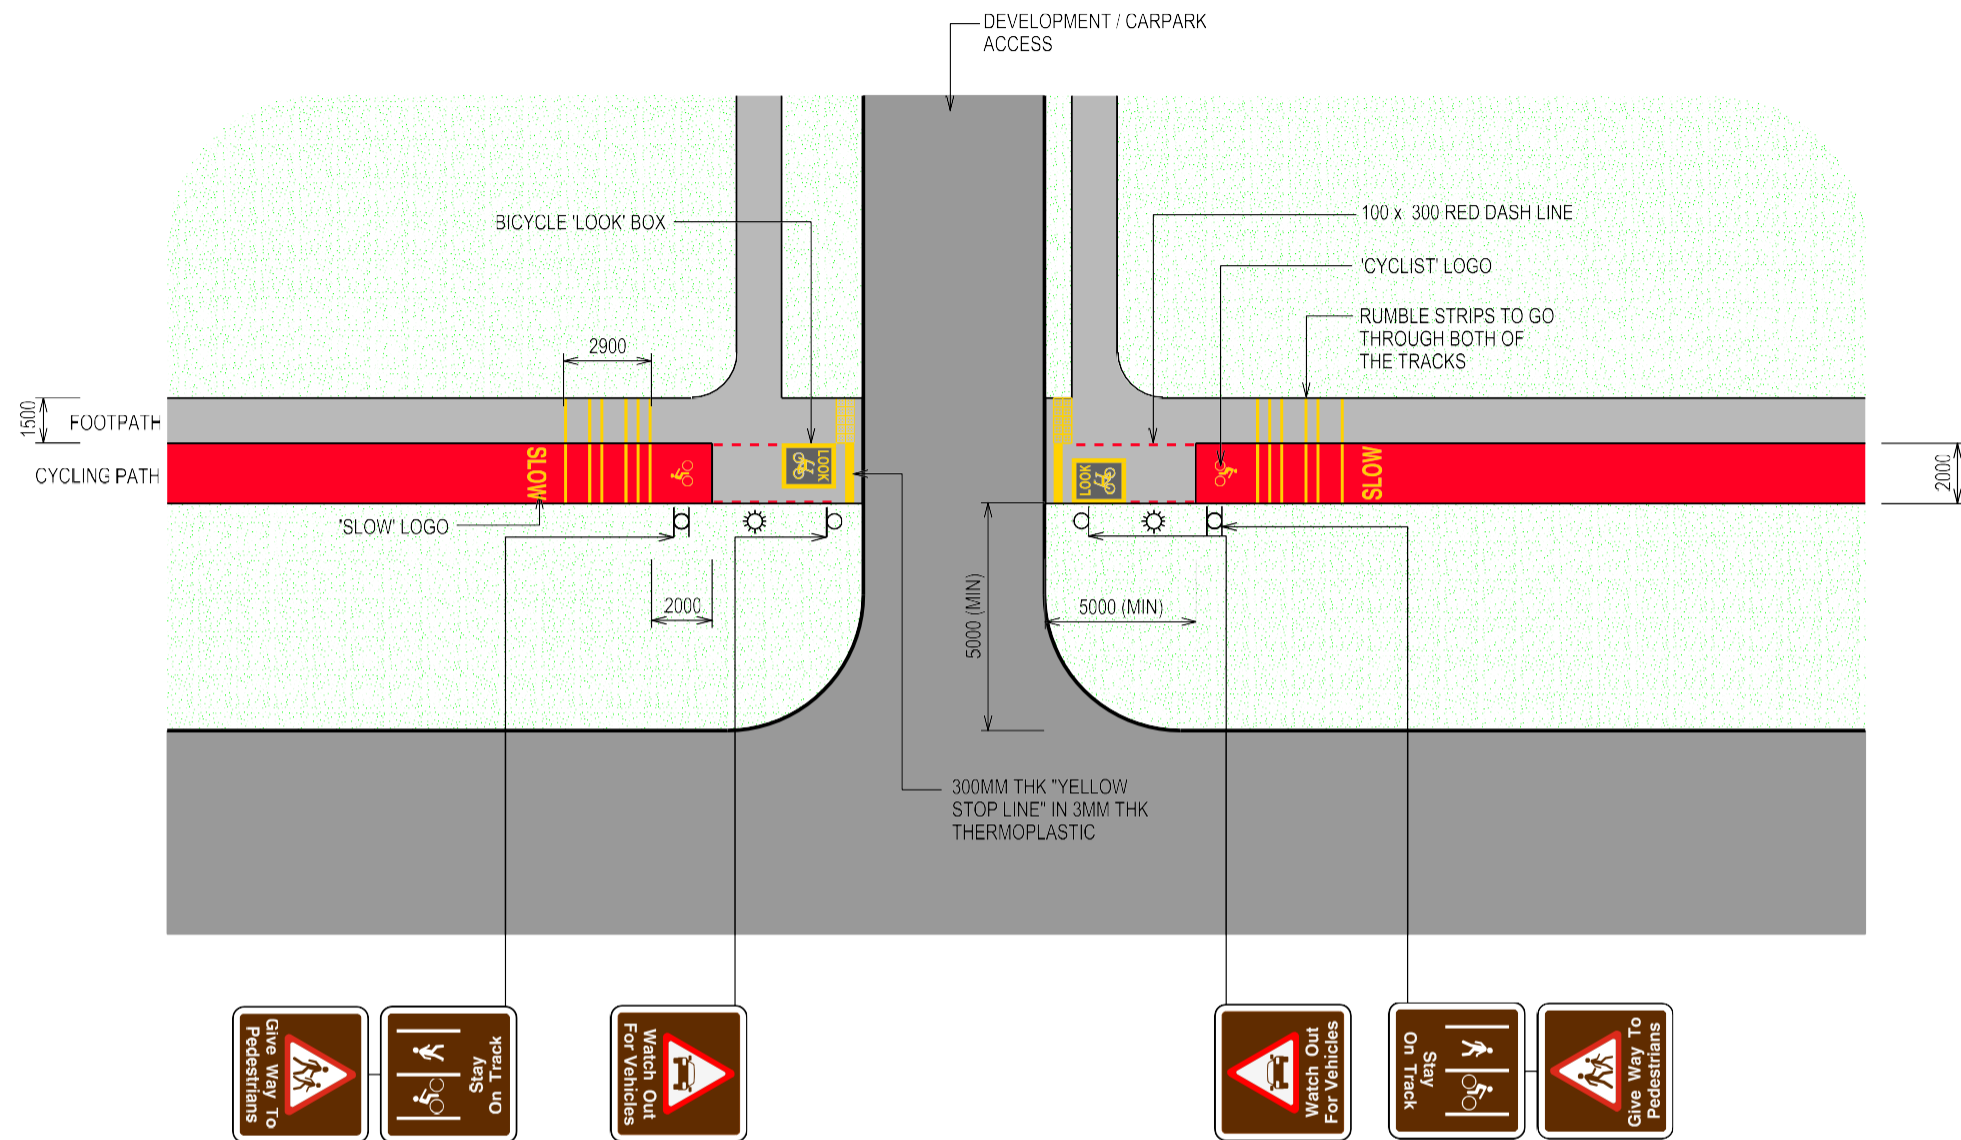 DEVELOPMENT / CARPARK
ACCESS
BICYCLE 'LOOK' BOX
100 x 300 RED DASH LINE
'CYCLIST' LOGO
RUMBLE STRIPS TO GO
THROUGH BOTH OF
THE TRACKS
2900
1500
FOOTPATH
CYCLING PATH
SLOW
LOOK
LOOK
SLOW
2000
'SLOW' LOGO
2000
5000 (MIN)
5000 (MIN)
300MM THK "YELLOW
STOP LINE" IN 3MM THK
THERMOPLASTIC
Give Way To
Pedestrians
Stay
On Track
Watch Out
For Vehicles
Watch Out
For Vehicles
Stay
On Track
Give Way To
Pedestrians